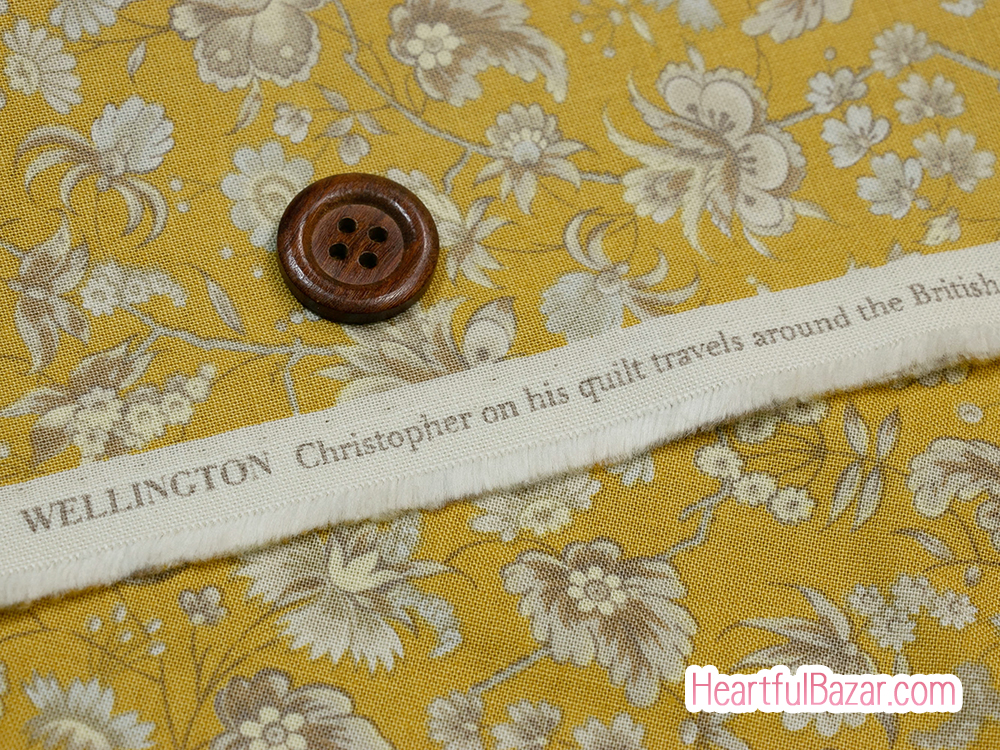 WELLINGTON Christopher on his quilt travels around the British
HeartfulBazar.com